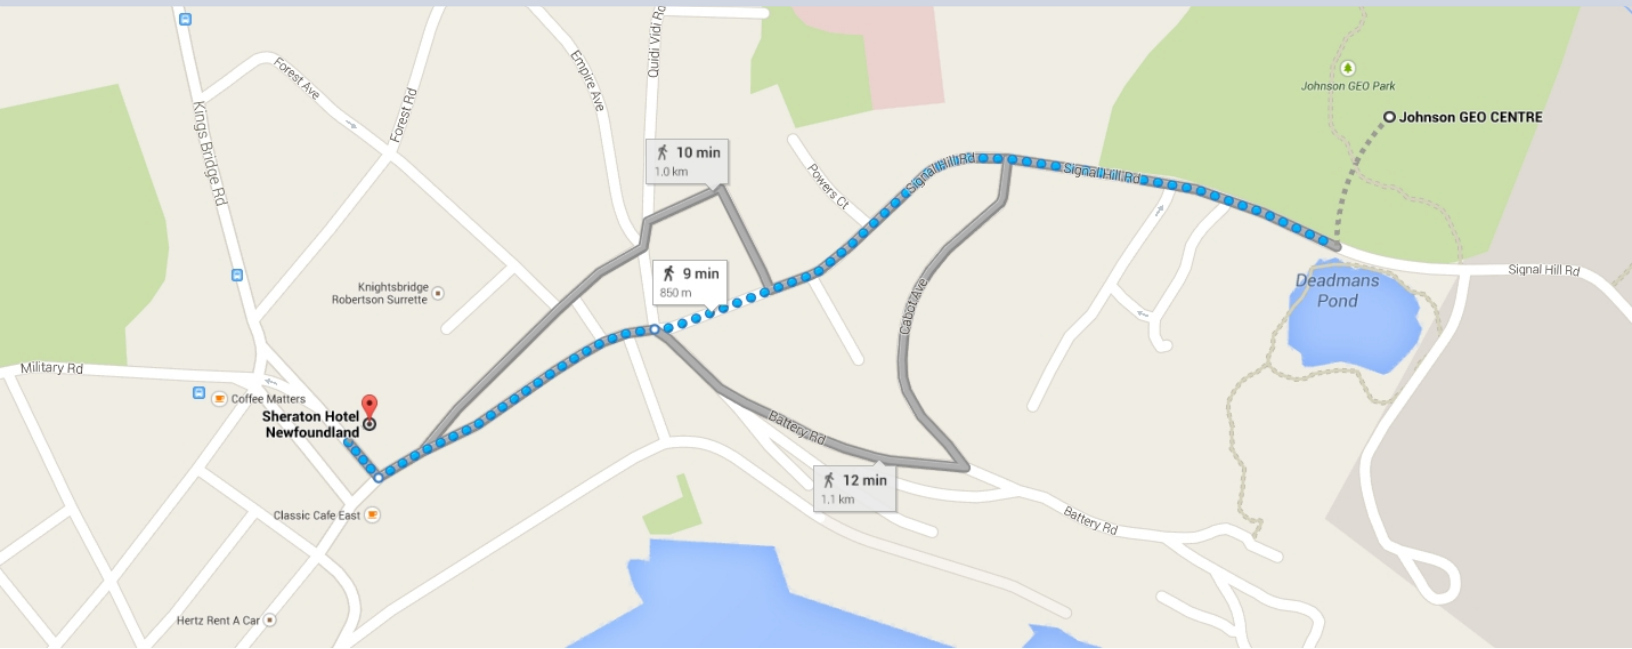 Quidi Vidi Rd
Empire Ave
Forest Ave
Forest Rd
Kings Bridge Rd
Johnson GEO Park
Johnson GEO CENTRE
10 min
1.0 km
Signal Hill Rd
Signal Hill Rd
Powers Ct
Signal Hill Rd
9 min
850 m
Knightsbridge
Robertson Surrette
Deadmans
Pond
Cabot Ave
Military Rd
Coffee Matters
Sheraton Hotel
Newfoundland
Battery Rd
12 min
1.1 km
Battery Rd
Classic Cafe East
Hertz Rent A Car